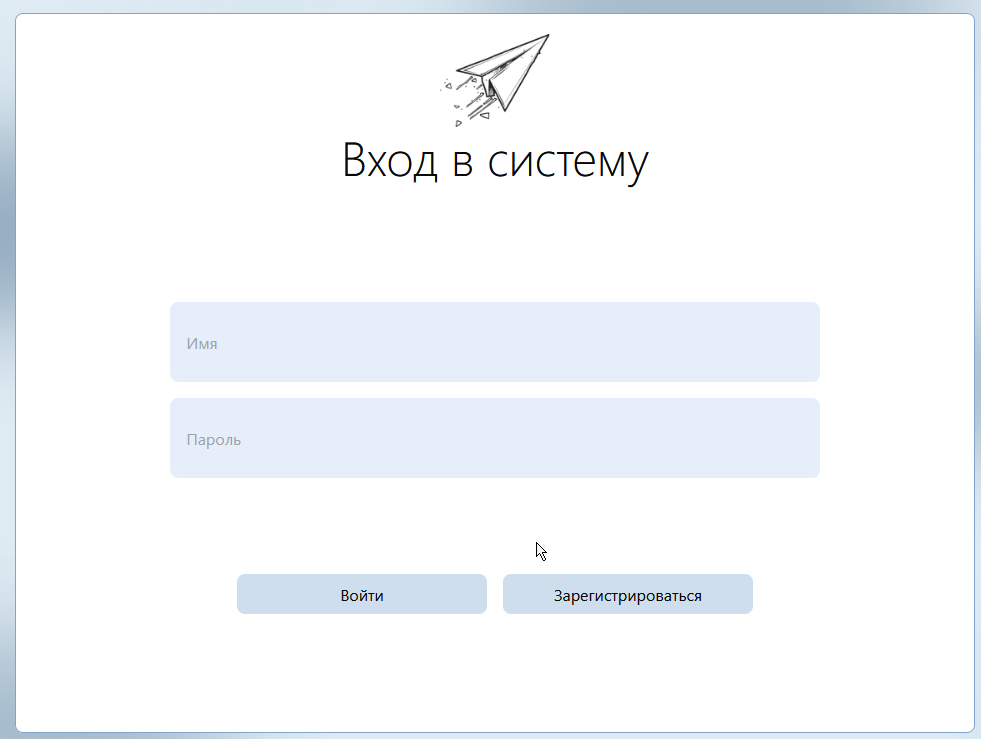 Вход в систему
Имя
Пароль
Войти
Зарегистрироваться